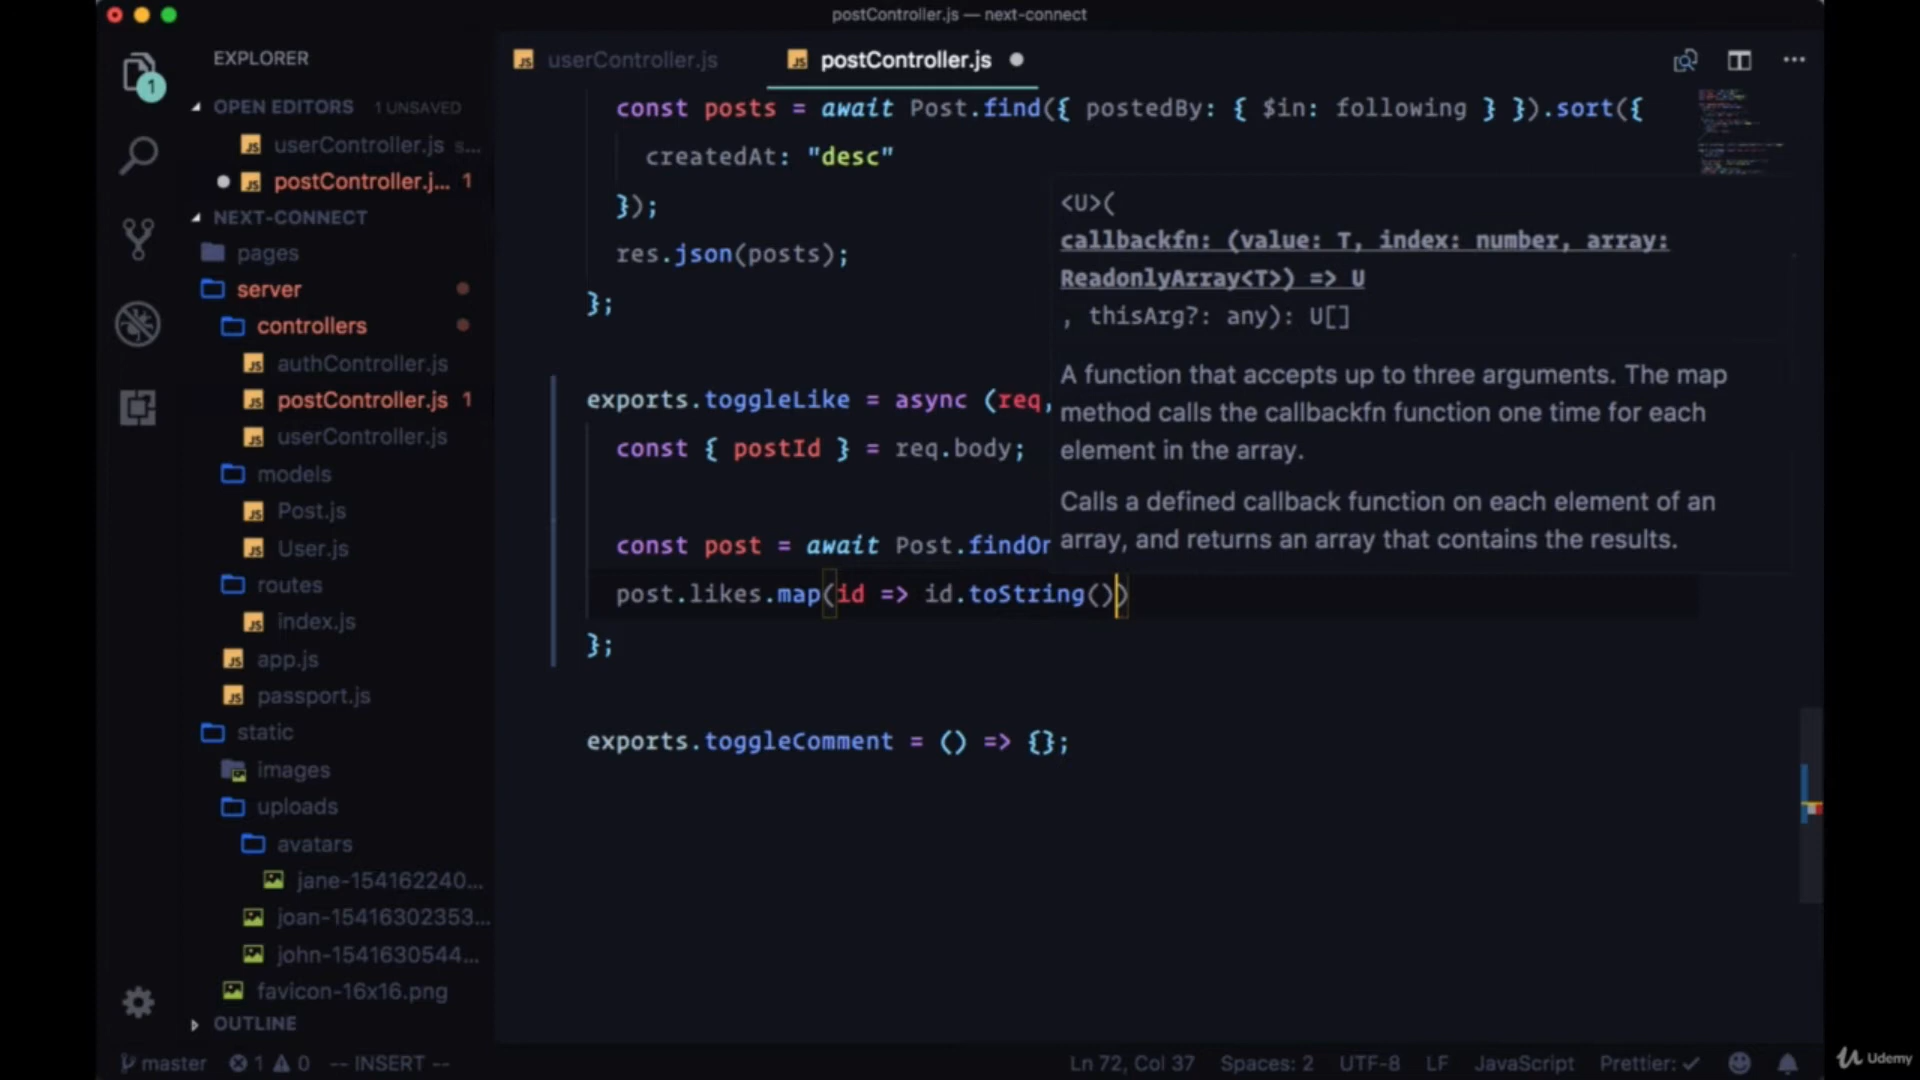 postController.js — next-connect
EXPLORER
OPEN EDITORS 1 UNSAVED
userController.js s...
postController.j... 1
NEXT-CONNECT
pages
server
controllers
authController.js
postController.js 1
userController.js
models
Post.js
User.js
routes
index.js
app.js
passport.js
static
images
uploads
avatars
jane-154162240...
joan-15416302353...
john-1541630544...
favicon-16x16.png
OUTLINE
userController.js
postController.js
const posts = await Post.find({ postedBy: { $in: following } }).sort({
createdAt: "desc"
});
res.json(posts);
};
exports.toggleLike = async (req,
const { postId } = req.body;
const post = await Post.findOn
post.likes.map(id => id.toString())
};
exports.toggleComment = () => {};
<U>(
callbackfn: (value: T, index: number, array:
ReadonlyArray<T>) => U
, thisArg?: any): U[]
A function that accepts up to three arguments. The map
method calls the callbackfn function one time for each
element in the array.
Calls a defined callback function on each element of an
array, and returns an array that contains the results.
master 1 0 -- INSERT --
Ln 72, Col 37 Spaces: 2 UTF-8 LF JavaScript Prettier: ✓
Udemy